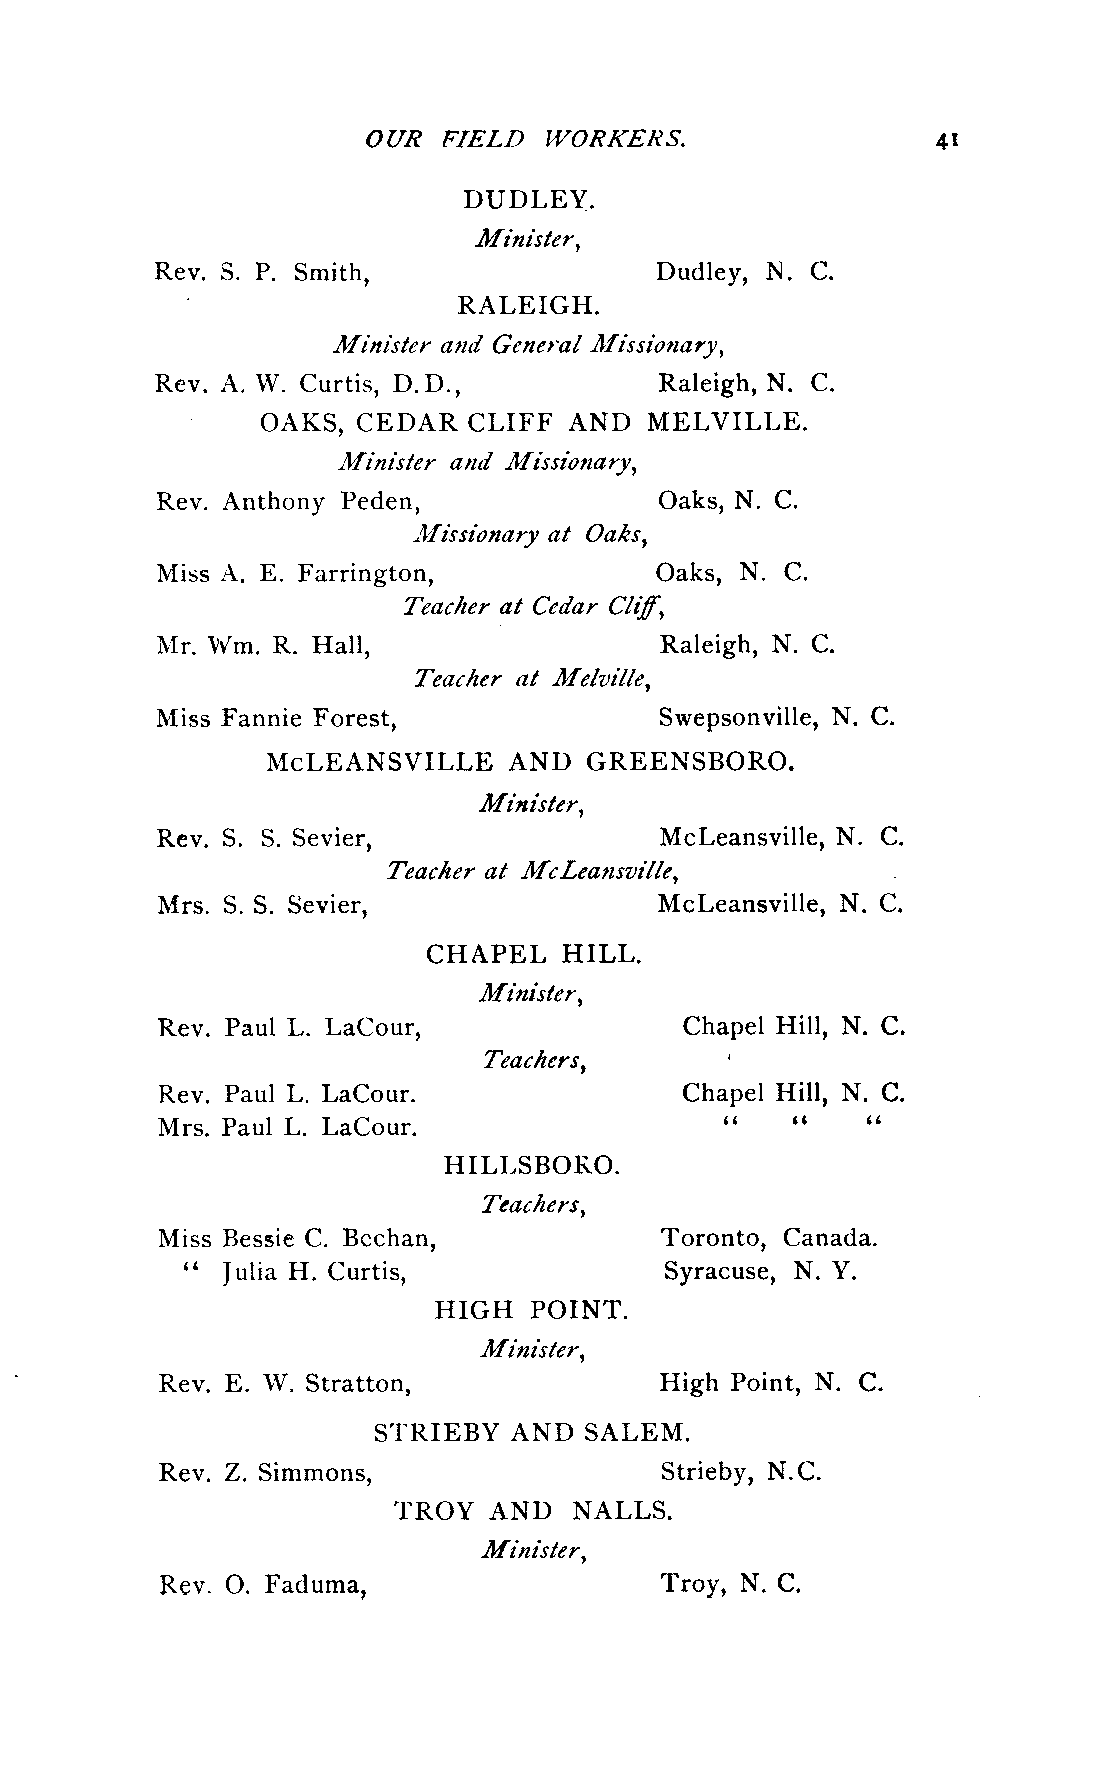 OUR FIELD WORKERS. 41
DUDLEY.
Minister,
Rev. S. P. Smith, Dudley, N. C.
RALEIGH.
Minister and General Missionary,
Rev. A. W. Curtis, D.D., Raleigh, N. C.
OAKS, CEDAR CLIFF AND MELVILLE.
Minister and Missionary,
Rev. Anthony Peden, Oaks, N. C.
Missionary at Oaks,
Miss A. E. Farrington, Oaks, N. C.
Teacher at Cedar Cliff,
Mr. Wm. R. Hall, Raleigh, N. C.
Teacher at Melville,
Miss Fannie Forest, Swepsonville, N. C.
McLEANSVILLE AND GREENSBORO.
Minister,
Rev. S. S. Sevier, McLeansville, N. C.
Teacher at McLeansville,
Mrs. S. S. Sevier, McLeansville, N. C.
CHAPEL HILL.
Minister,
Rev. Paul L. LaCour, Chapel Hill, N. C.
Teachers,
Rev. Paul L. LaCour. Chapel Hill, N. C.
Mrs. Paul L. LaCour. “ “ “
HILLSBORO.
Teachers,
Miss Bessie C. Bechan, Toronto, Canada.
“ Julia H. Curtis, Syracuse, N. Y.
HIGH POINT.
Minister,
Rev. E. W. Stratton, High Point, N. C.
STRIEBY AND SALEM.
Rev. Z. Simmons, Strieby, N.C.
TROY AND NALLS.
Minister,
Rev. O. Faduma, Troy, N. C.